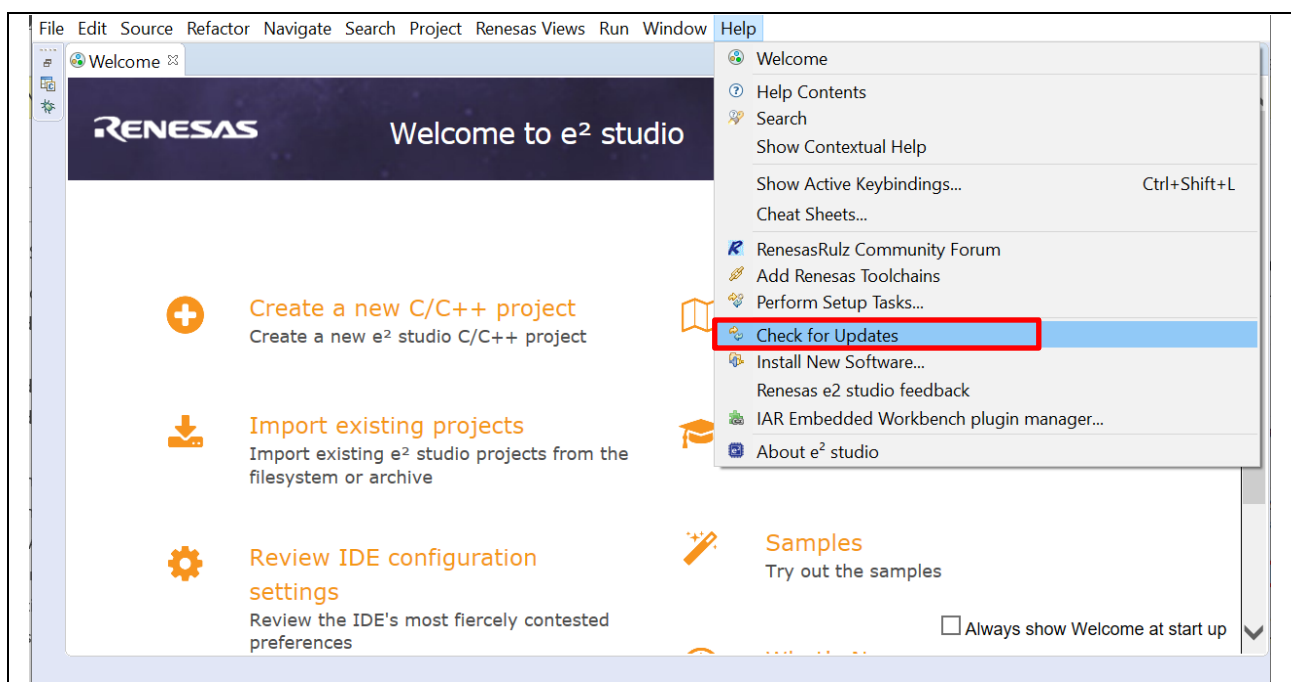 File Edit Source Refactor Navigate Search Project Renesas Views Run Window Help
Welcome
RENESAS
Welcome to e² studio
Welcome
Help Contents
Search
Show Contextual Help
Show Active Keybindings... Ctrl+Shift+L
Cheat Sheets...
RenesasRulz Community Forum
Add Renesas Toolchains
Perform Setup Tasks...
Check for Updates
Install New Software...
Renesas e2 studio feedback
IAR Embedded Workbench plugin manager...
About e² studio
Create a new C/C++ project
Create a new e² studio C/C++ project
Import existing projects
Import existing e² studio projects from the
filesystem or archive
Review IDE configuration
settings
Review the IDE's most fiercely contested
preferences
Samples
Try out the samples
Always show Welcome at start up